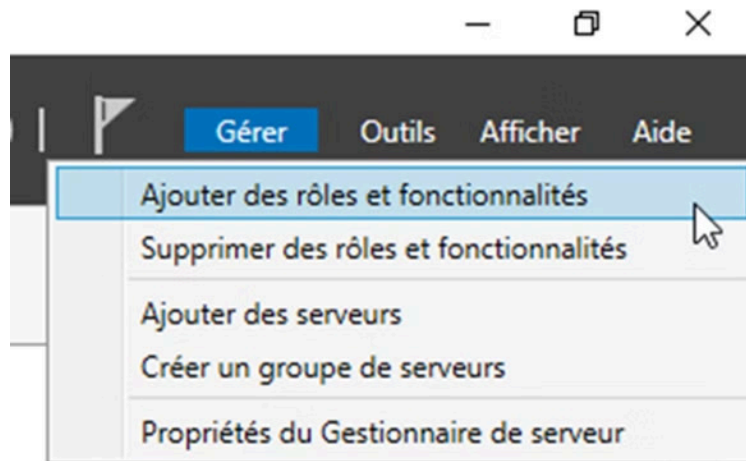 Gérer Outils Afficher Aide
Ajouter des rôles et fonctionnalités
Supprimer des rôles et fonctionnalités
Ajouter des serveurs
Créer un groupe de serveurs
Propriétés du Gestionnaire de serveur